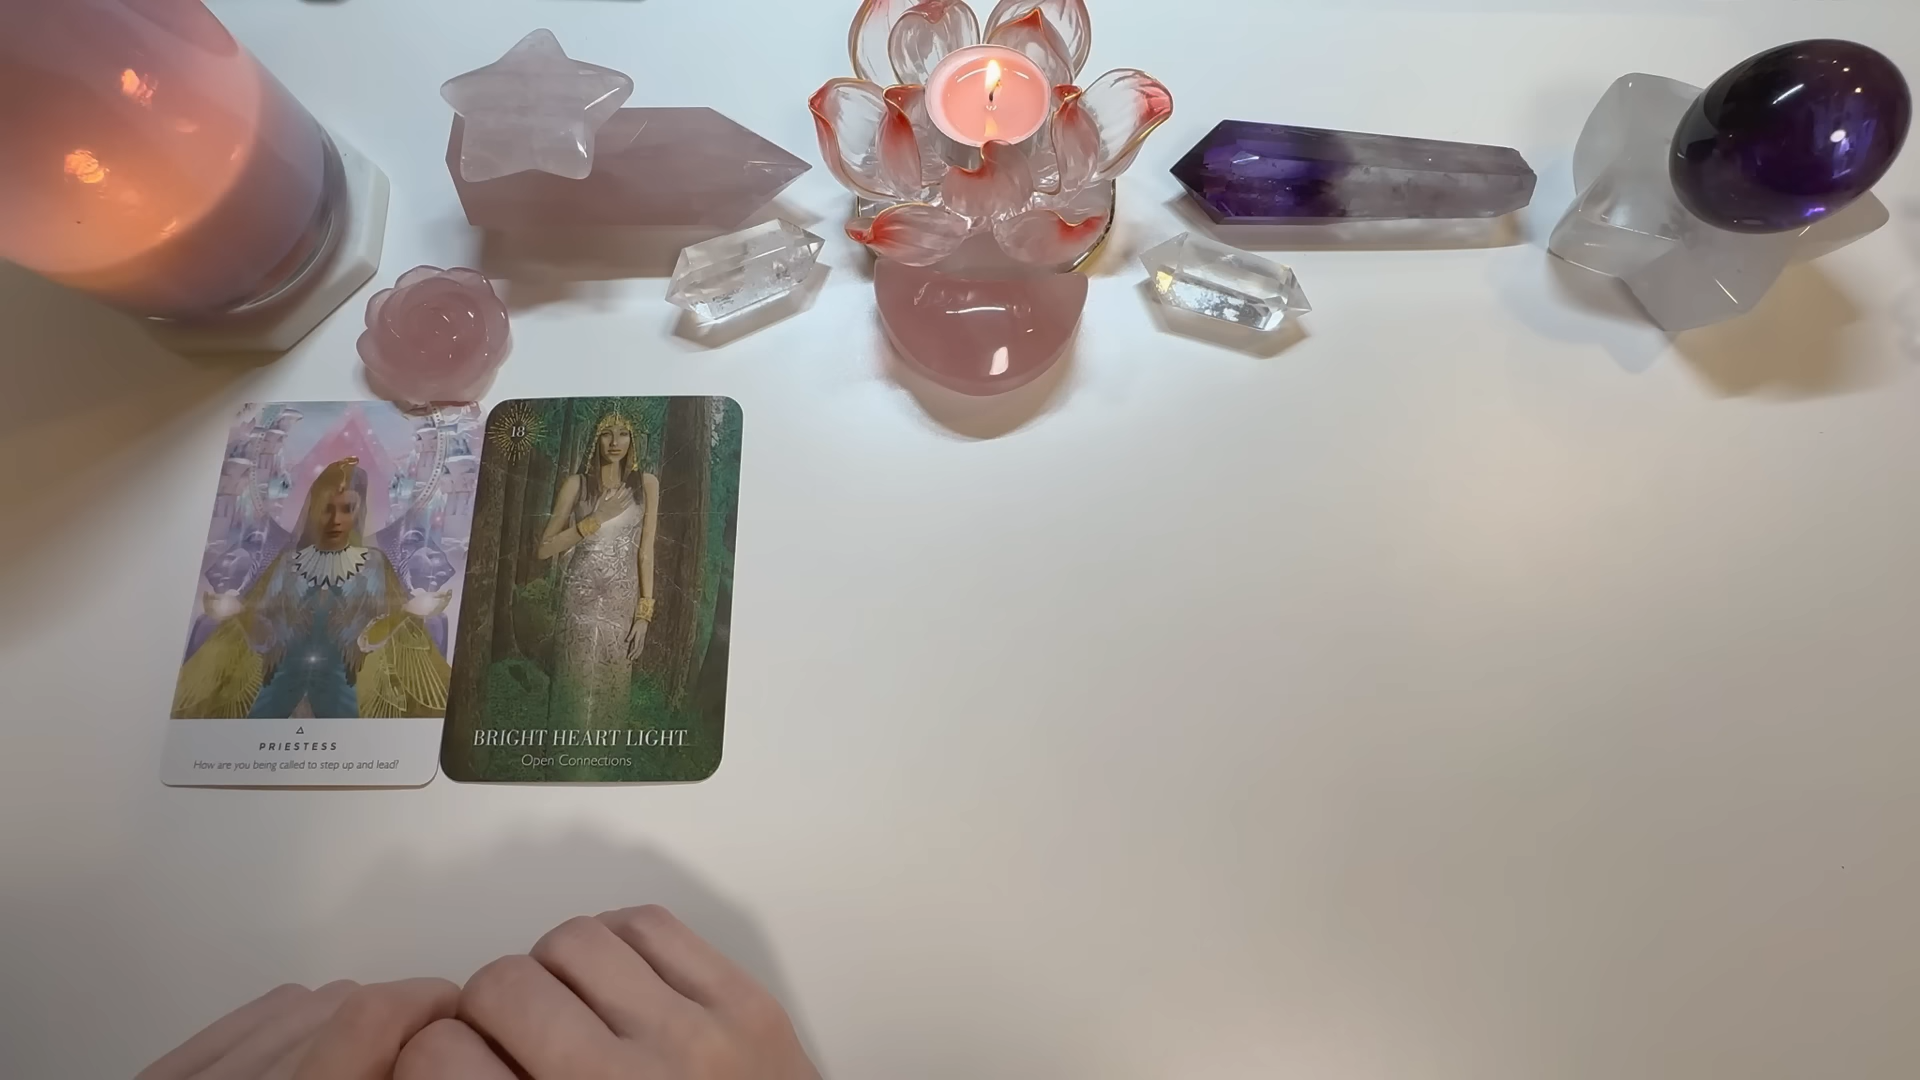 PRIESTESS
How are you being called to step up and lead?
18
BRIGHT HEART LIGHT
Open Connections